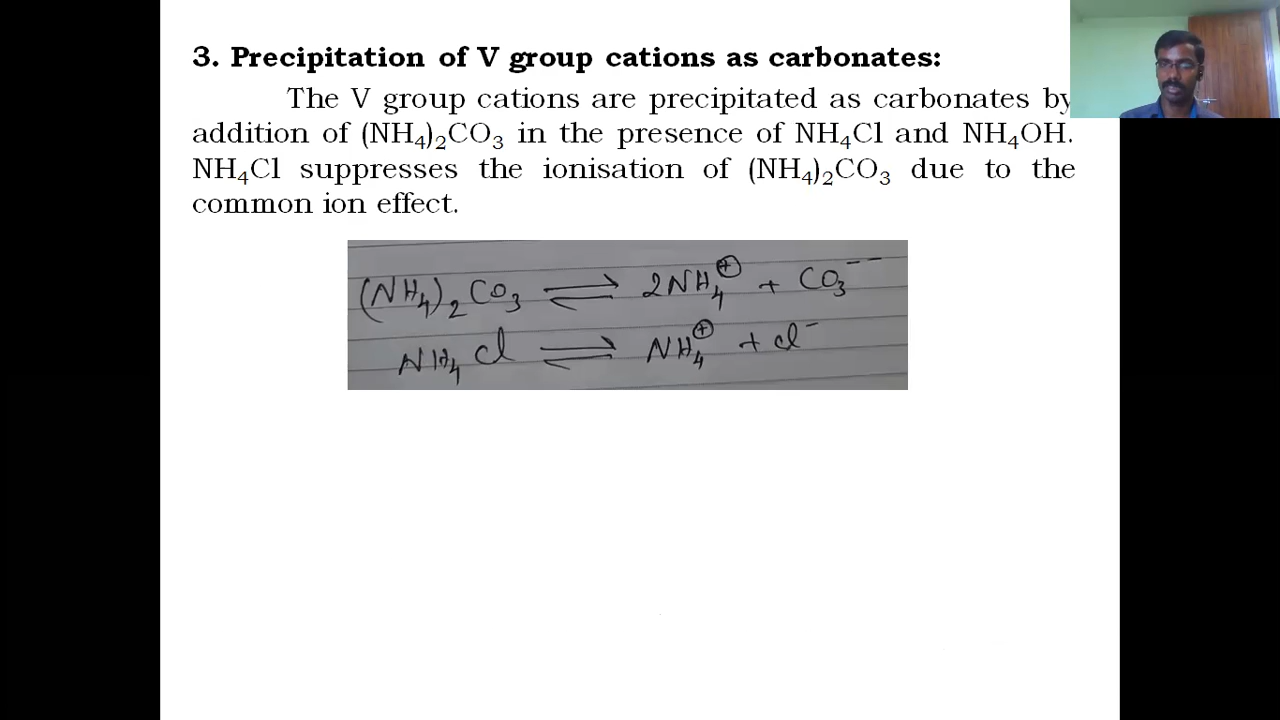 3. Precipitation of V group cations as carbonates:
The V group cations are precipitated as carbonates by
addition of (NH₄)₂CO₃ in the presence of NH₄Cl and NH₄OH.
NH₄Cl suppresses the ionisation of (NH₄)₂CO₃ due to the
common ion effect.
(NH₄)₂CO₃ ⇌ 2NH₄⊕ + CO₃⁻⁻
NH₄Cl ⇌ NH₄⊕ + Cl⁻